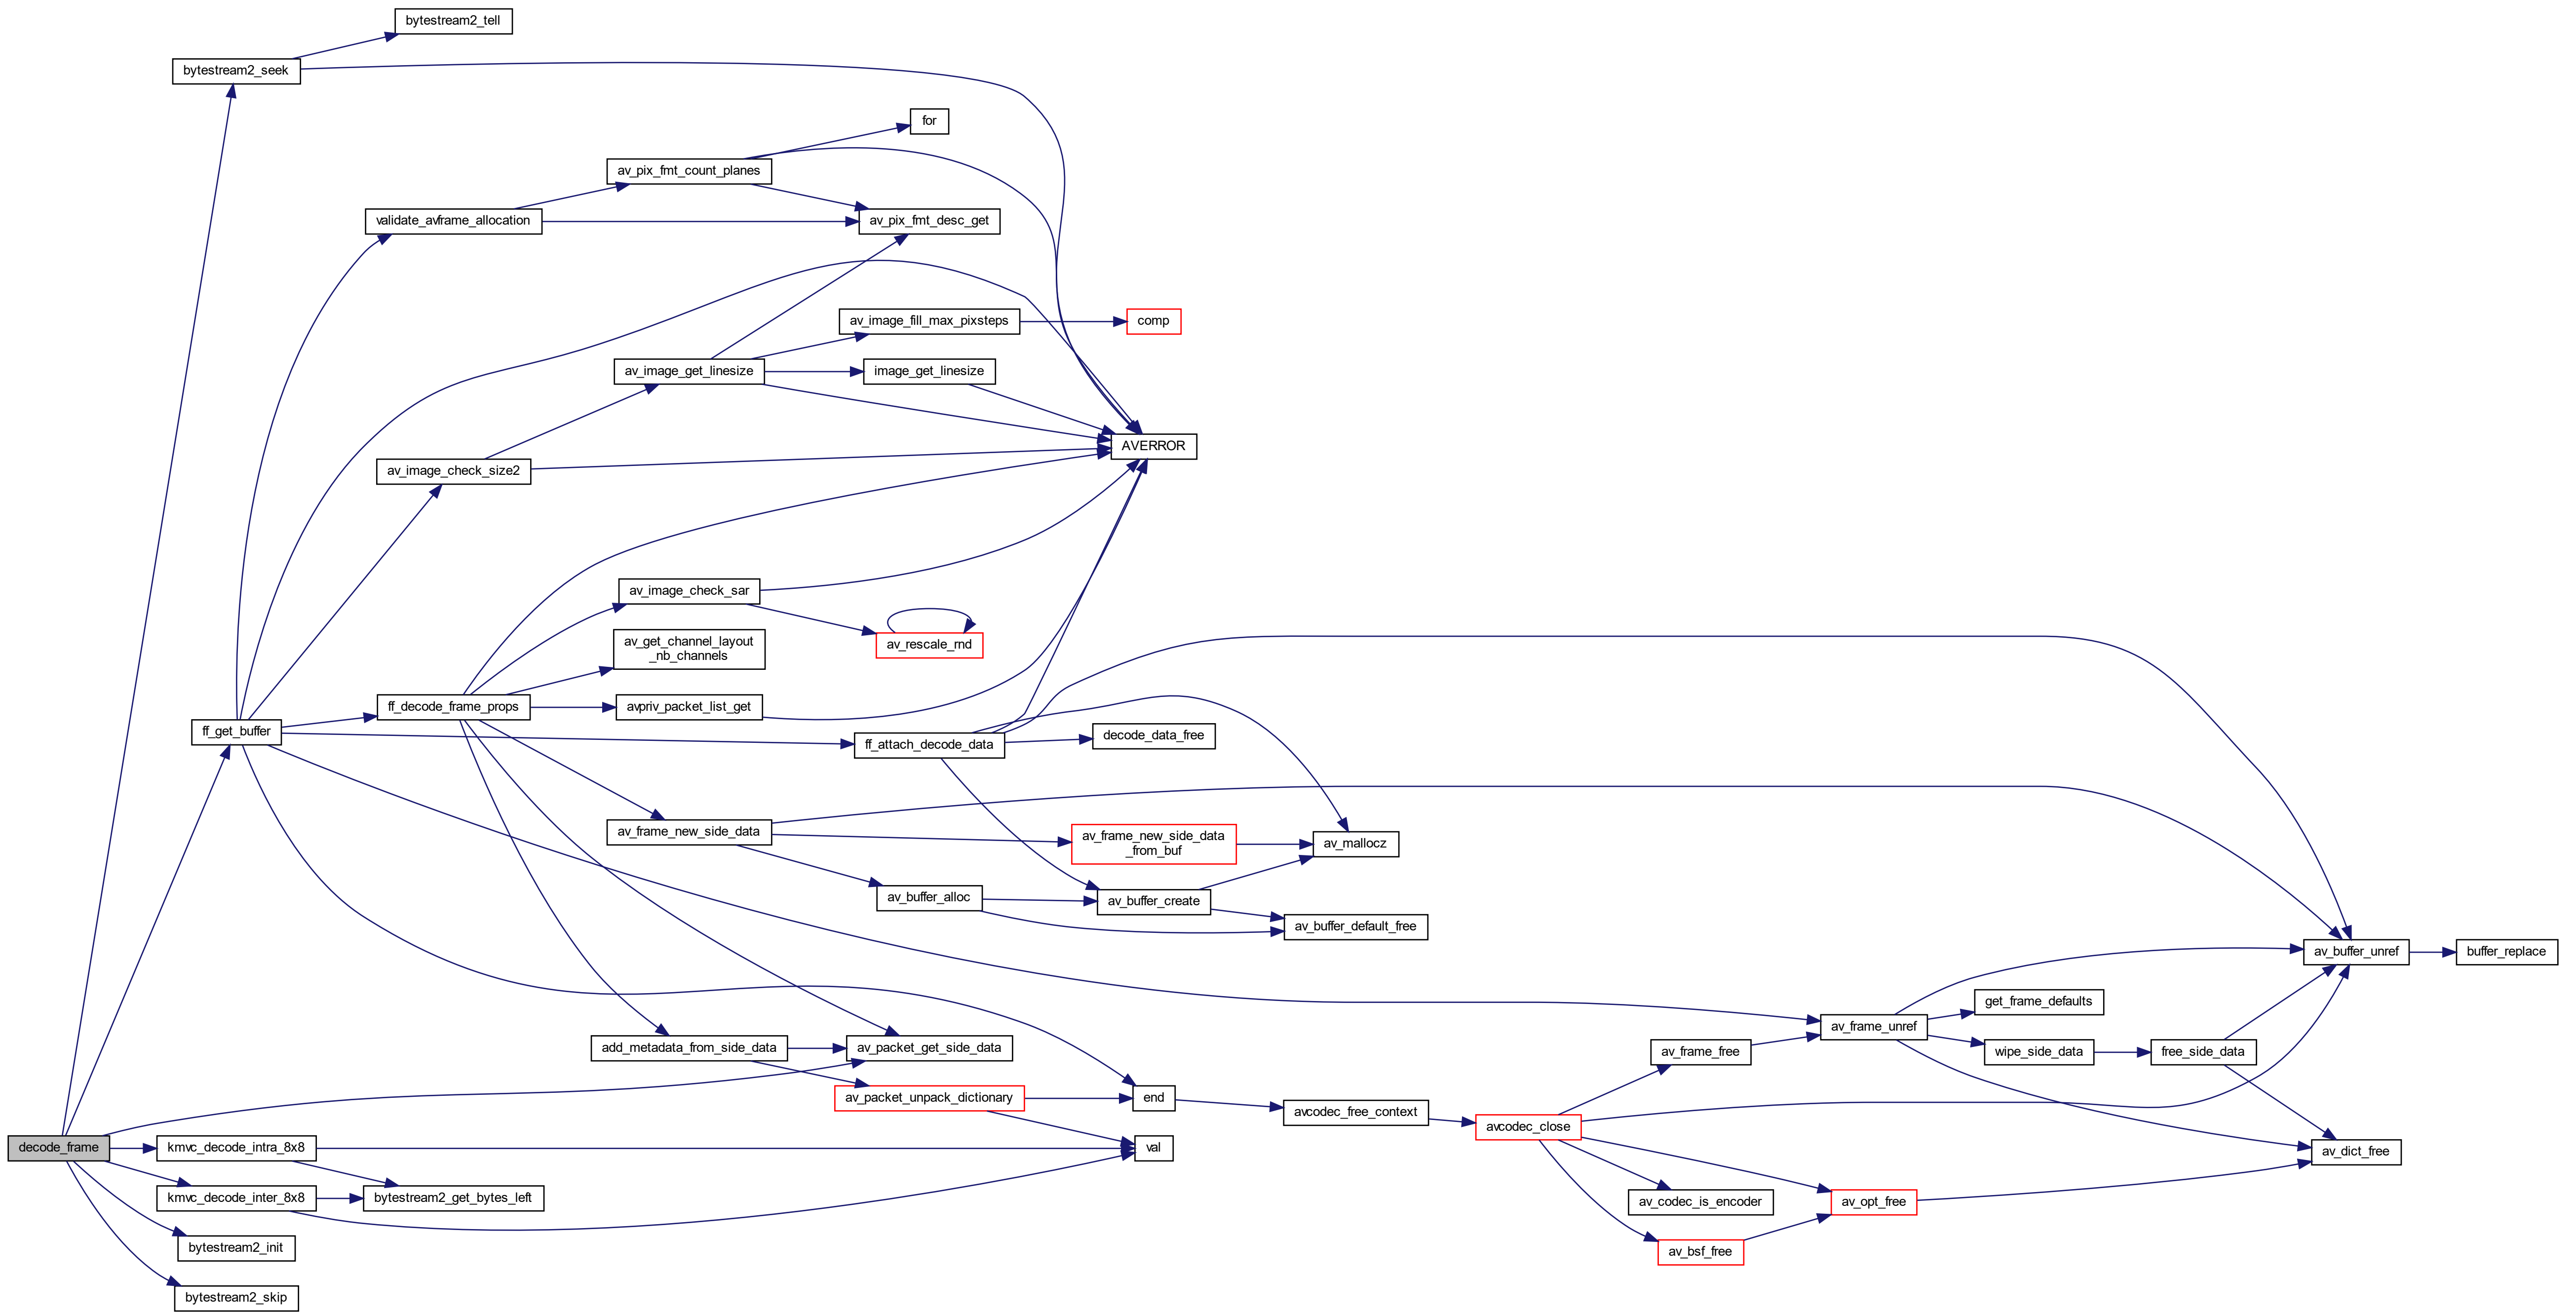 bytestream2_tell
bytestream2_seek
for
av_pix_fmt_count_planes
validate_avframe_allocation
av_pix_fmt_desc_get
av_image_fill_max_pixsteps
comp
av_image_get_linesize
image_get_linesize
AVERROR
av_image_check_size2
av_image_check_sar
av_rescale_rnd
av_get_channel_layout
_nb_channels
ff_decode_frame_props
avpriv_packet_list_get
ff_get_buffer
ff_attach_decode_data
decode_data_free
av_frame_new_side_data
av_frame_new_side_data
_from_buf
av_mallocz
av_buffer_alloc
av_buffer_create
av_buffer_default_free
av_buffer_unref
buffer_replace
get_frame_defaults
av_frame_unref
add_metadata_from_side_data
av_packet_get_side_data
av_frame_free
wipe_side_data
free_side_data
av_packet_unpack_dictionary
end
avcodec_free_context
avcodec_close
decode_frame
kmvc_decode_intra_8x8
val
av_dict_free
kmvc_decode_inter_8x8
bytestream2_get_bytes_left
av_codec_is_encoder
av_opt_free
bytestream2_init
av_bsf_free
bytestream2_skip